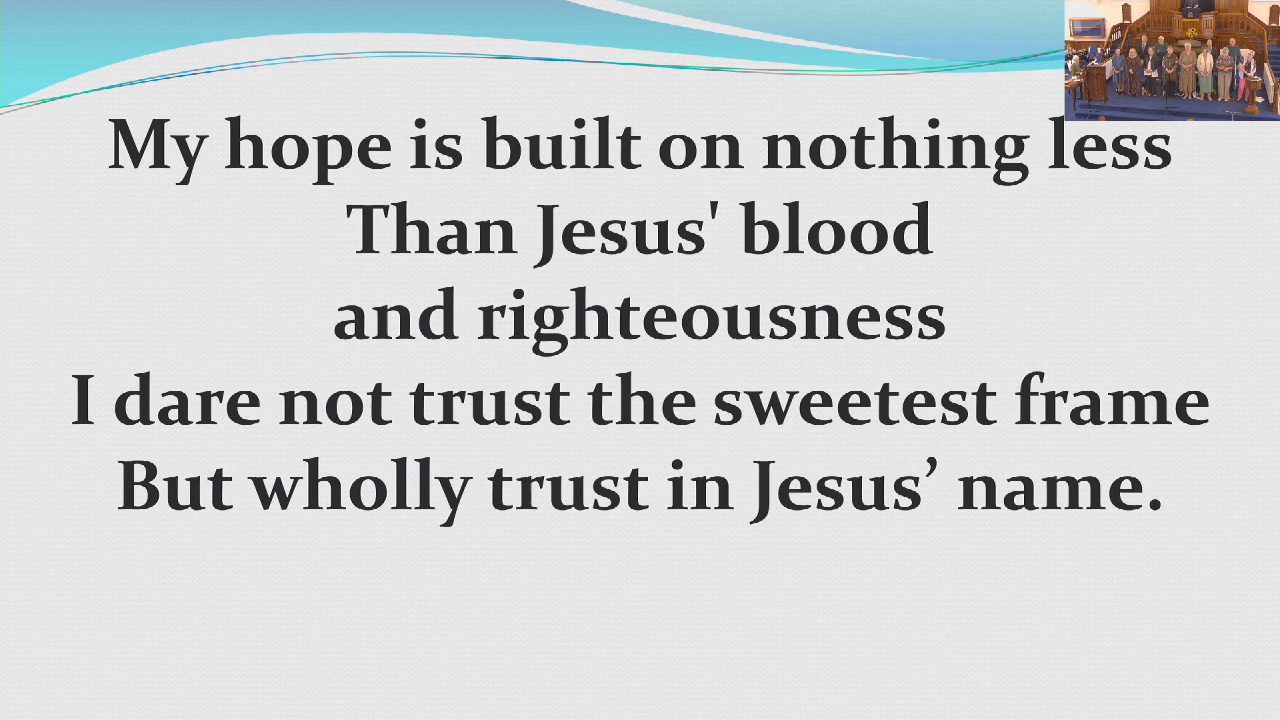 My hope is built on nothing less
Than Jesus' blood
and righteousness
I dare not trust the sweetest frame
But wholly trust in Jesus’ name.